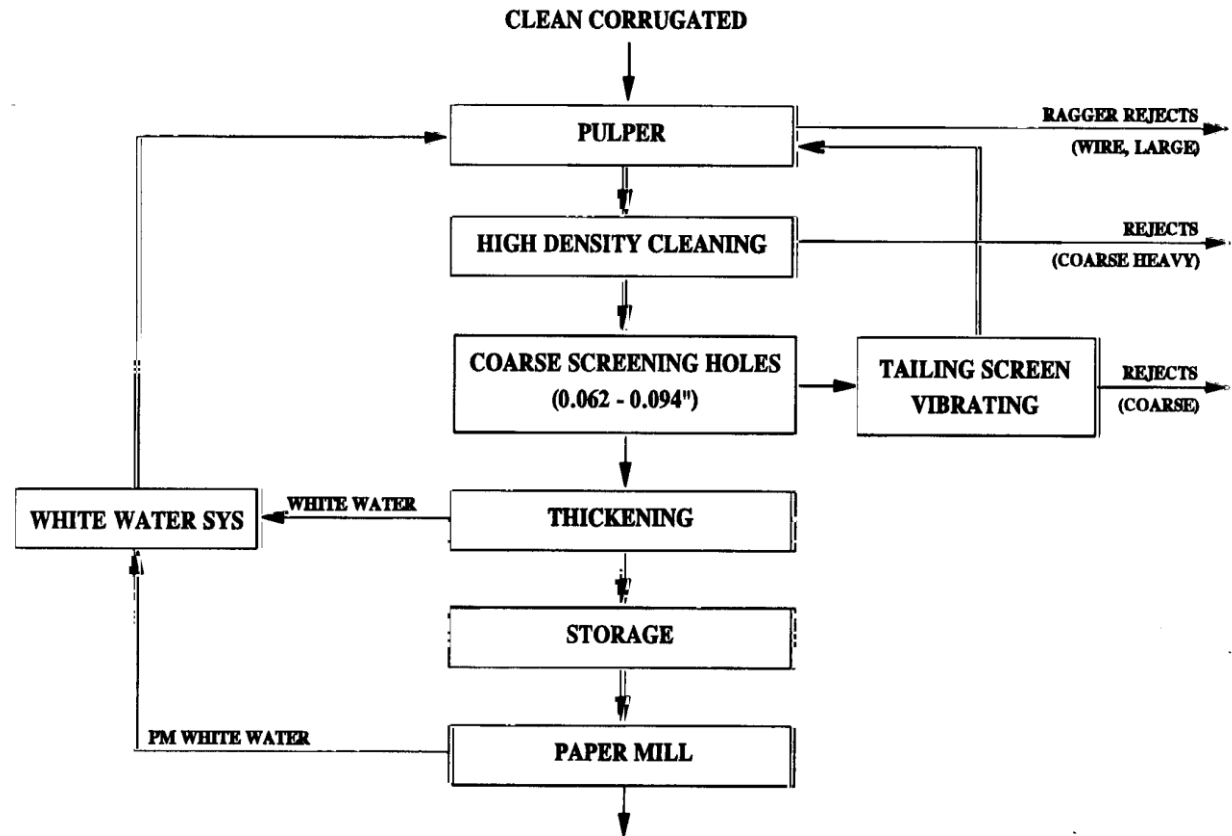 CLEAN CORRUGATED
PULPER
RAGGER REJECTS
(WIRE, LARGE)
HIGH DENSITY CLEANING
REJECTS
(COARSE HEAVY)
COARSE SCREENING HOLES
(0.062 - 0.094")
TAILING SCREEN
VIBRATING
REJECTS
(COARSE)
WHITE WATER SYS
WHITE WATER
THICKENING
STORAGE
PM WHITE WATER
PAPER MILL